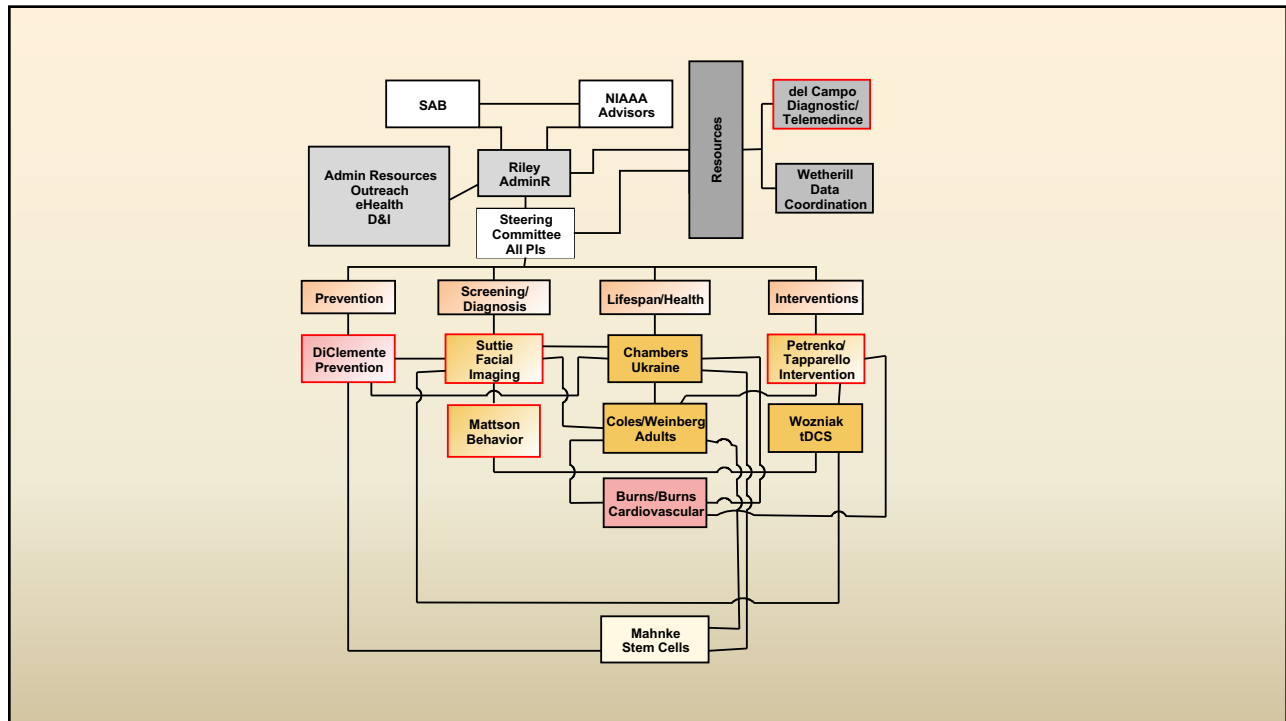 SAB
NIAAA
Advisors
Resources
del Campo
Diagnostic/
Telemedince
Admin Resources
Outreach
eHealth
D&I
Riley
AdminR
Wetherill
Data
Coordination
Steering
Committee
All PIs
Prevention
Screening/
Diagnosis
Lifespan/Health
Interventions
DiClemente
Prevention
Suttie
Facial
Imaging
Chambers
Ukraine
Petrenko/
Tapparello
Intervention
Mattson
Behavior
Coles/Weinberg
Adults
Wozniak
tDCS
Burns/Burns
Cardiovascular
Mahnke
Stem Cells